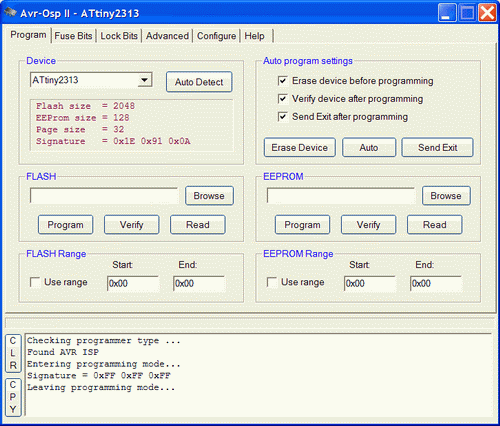 Avr-Osp II - ATtiny2313
Program Fuse Bits Lock Bits Advanced Configure Help
Device
ATtiny2313 Auto Detect
Flash size = 2048
EEProm size = 128
Page size = 32
Signature = 0x1E 0x91 0x0A
Auto program settings
Erase device before programming
Verify device after programming
Send Exit after programming
Erase Device Auto Send Exit
FLASH
Browse
Program Verify Read
EEPROM
Browse
Program Verify Read
FLASH Range
Start: End:
Use range 0x00 0x00
EEPROM Range
Start: End:
Use range 0x00 0x00
CLR
CPY
Checking programmer type ...
Found AVR ISP
Entering programming mode...
Signature = 0xFF 0xFF 0xFF
Leaving programming mode...